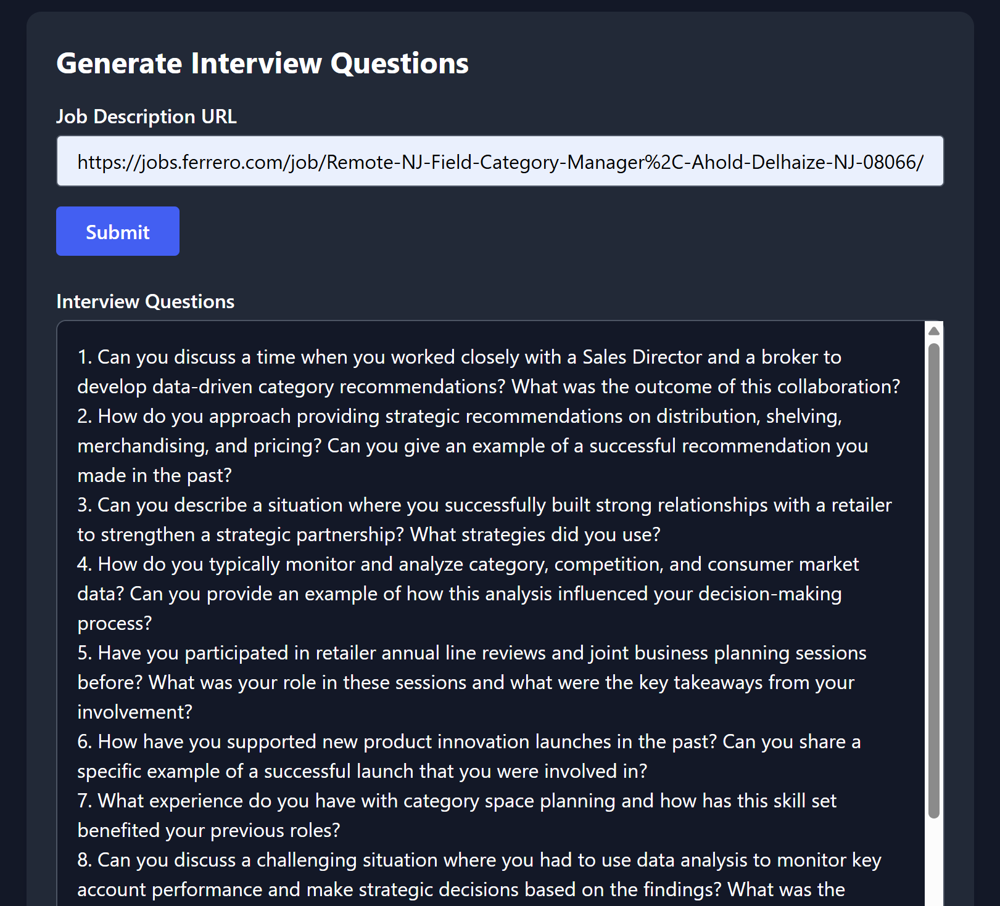 Generate Interview Questions
Job Description URL
https://jobs.ferrero.com/job/Remote-NJ-Field-Category-Manager%2C-Ahold-Delhaize-NJ-08066/
Submit
Interview Questions
1. Can you discuss a time when you worked closely with a Sales Director and a broker to
develop data-driven category recommendations? What was the outcome of this collaboration?
2. How do you approach providing strategic recommendations on distribution, shelving,
merchandising, and pricing? Can you give an example of a successful recommendation you
made in the past?
3. Can you describe a situation where you successfully built strong relationships with a retailer
to strengthen a strategic partnership? What strategies did you use?
4. How do you typically monitor and analyze category, competition, and consumer market
data? Can you provide an example of how this analysis influenced your decision-making
process?
5. Have you participated in retailer annual line reviews and joint business planning sessions
before? What was your role in these sessions and what were the key takeaways from your
involvement?
6. How have you supported new product innovation launches in the past? Can you share a
specific example of a successful launch that you were involved in?
7. What experience do you have with category space planning and how has this skill set
benefited your previous roles?
8. Can you discuss a challenging situation where you had to use data analysis to monitor key
account performance and make strategic decisions based on the findings? What was the